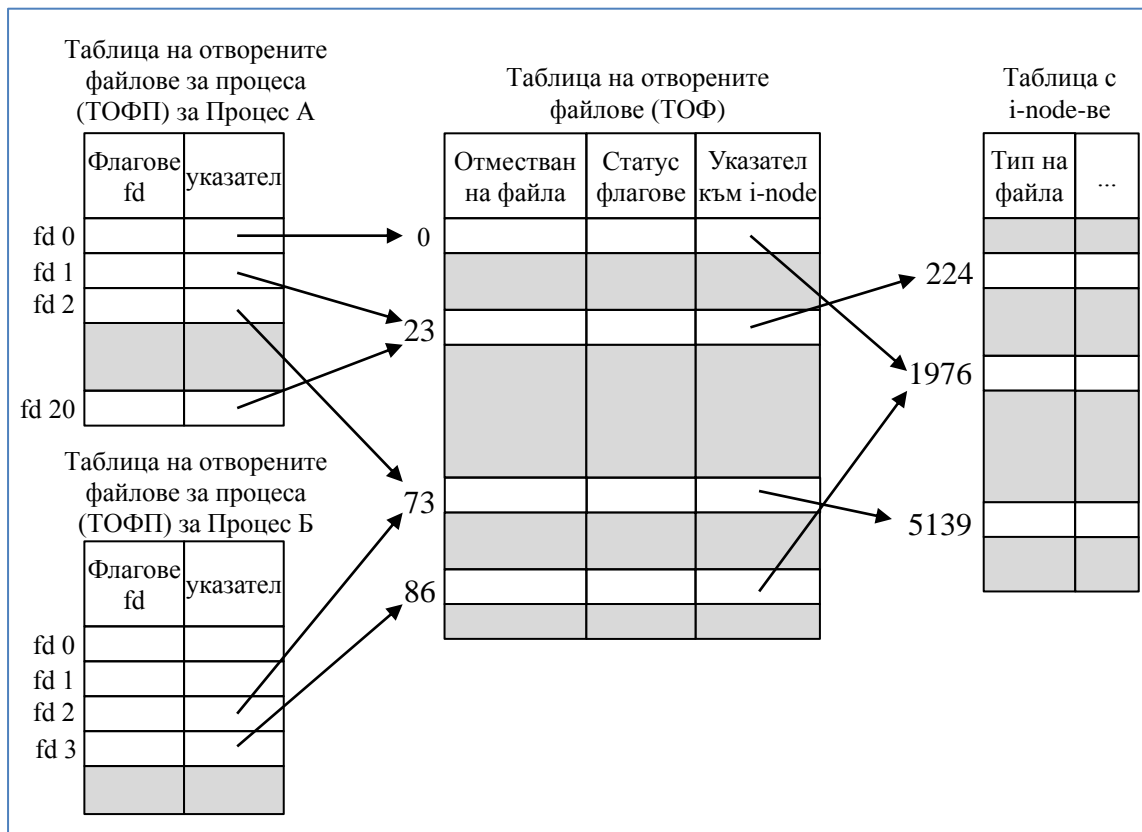 Таблица на отворените
файлове за процеса
(ТОФП) за Процес А
Флагове
fd
указател
fd 0
fd 1
fd 2
fd 20
Таблица на отворените
файлове за процеса
(ТОФП) за Процес Б
Флагове
fd
указател
fd 0
fd 1
fd 2
fd 3
Таблица на отворените
файлове (ТОФ)
Отместван
на файла
Статус
флагове
Указател
към i-node
0
23
73
86
Таблица с
i-node-ве
Тип на
файла
...
224
1976
5139